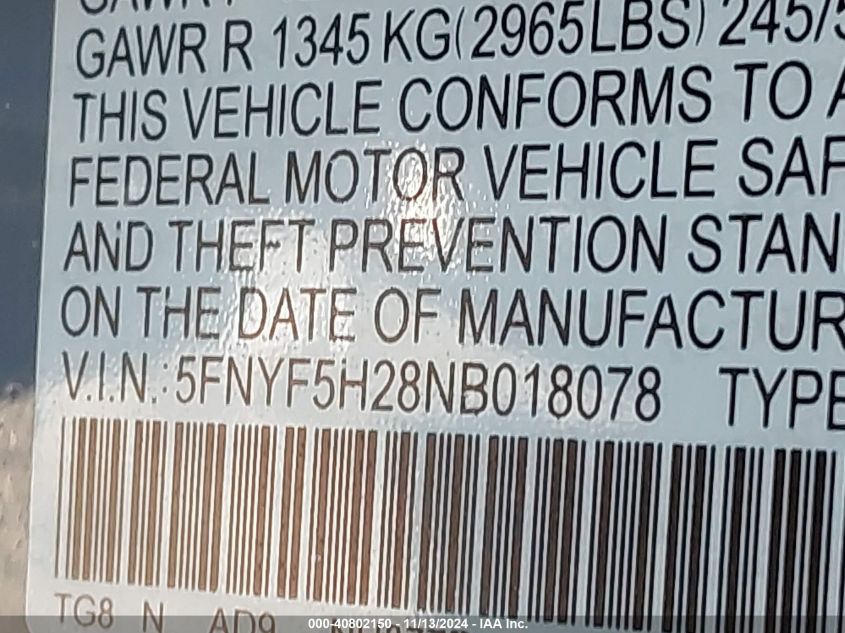 GAWR R 1345 KG(2965LBS) 245/5
THIS VEHICLE CONFORMS TO A
FEDERAL MOTOR VEHICLE SAF
AND THEFT PREVENTION STAN
ON THE DATE OF MANUFACTUR
V.I.N.: 5FNYF5H28NB018078 TYPE
TG8 N AD9
000-40802150 - 11/13/2024 - IAA Inc.